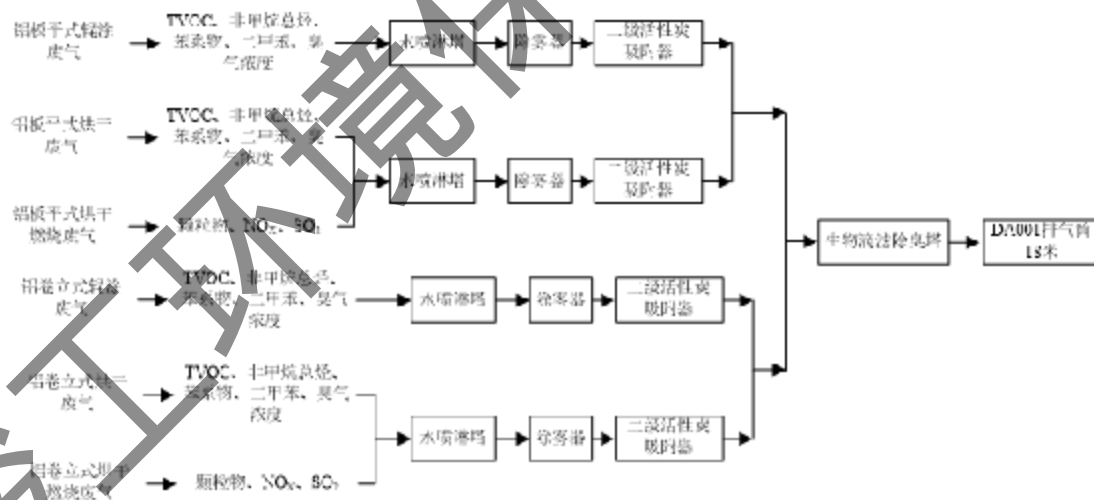 铝板平式辊涂
废气
TVOC、非甲烷总烃、
苯系物、二甲苯、臭
气浓度
水喷淋塔
除雾器
二级活性炭
吸附器
铝板平式烘干
废气
TVOC、非甲烷总烃、
苯系物、二甲苯、臭
气浓度
水喷淋塔
除雾器
二级活性炭
吸附器
铝板平式烘干
燃烧废气
颗粒物、NOx、SO₂
生物流法除臭塔
DA001排气筒
18米
铝卷立式辊涂
废气
TVOC、非甲烷总烃、
苯系物、二甲苯、臭气
浓度
水喷淋塔
除雾器
二级活性炭
吸附器
铝卷立式烘干
废气
TVOC、非甲烷总烃、
苯系物、二甲苯、臭气
浓度
水喷淋塔
除雾器
二级活性炭
吸附器
铝卷立式烘干
燃烧废气
颗粒物、NOx、SO₂
工环境